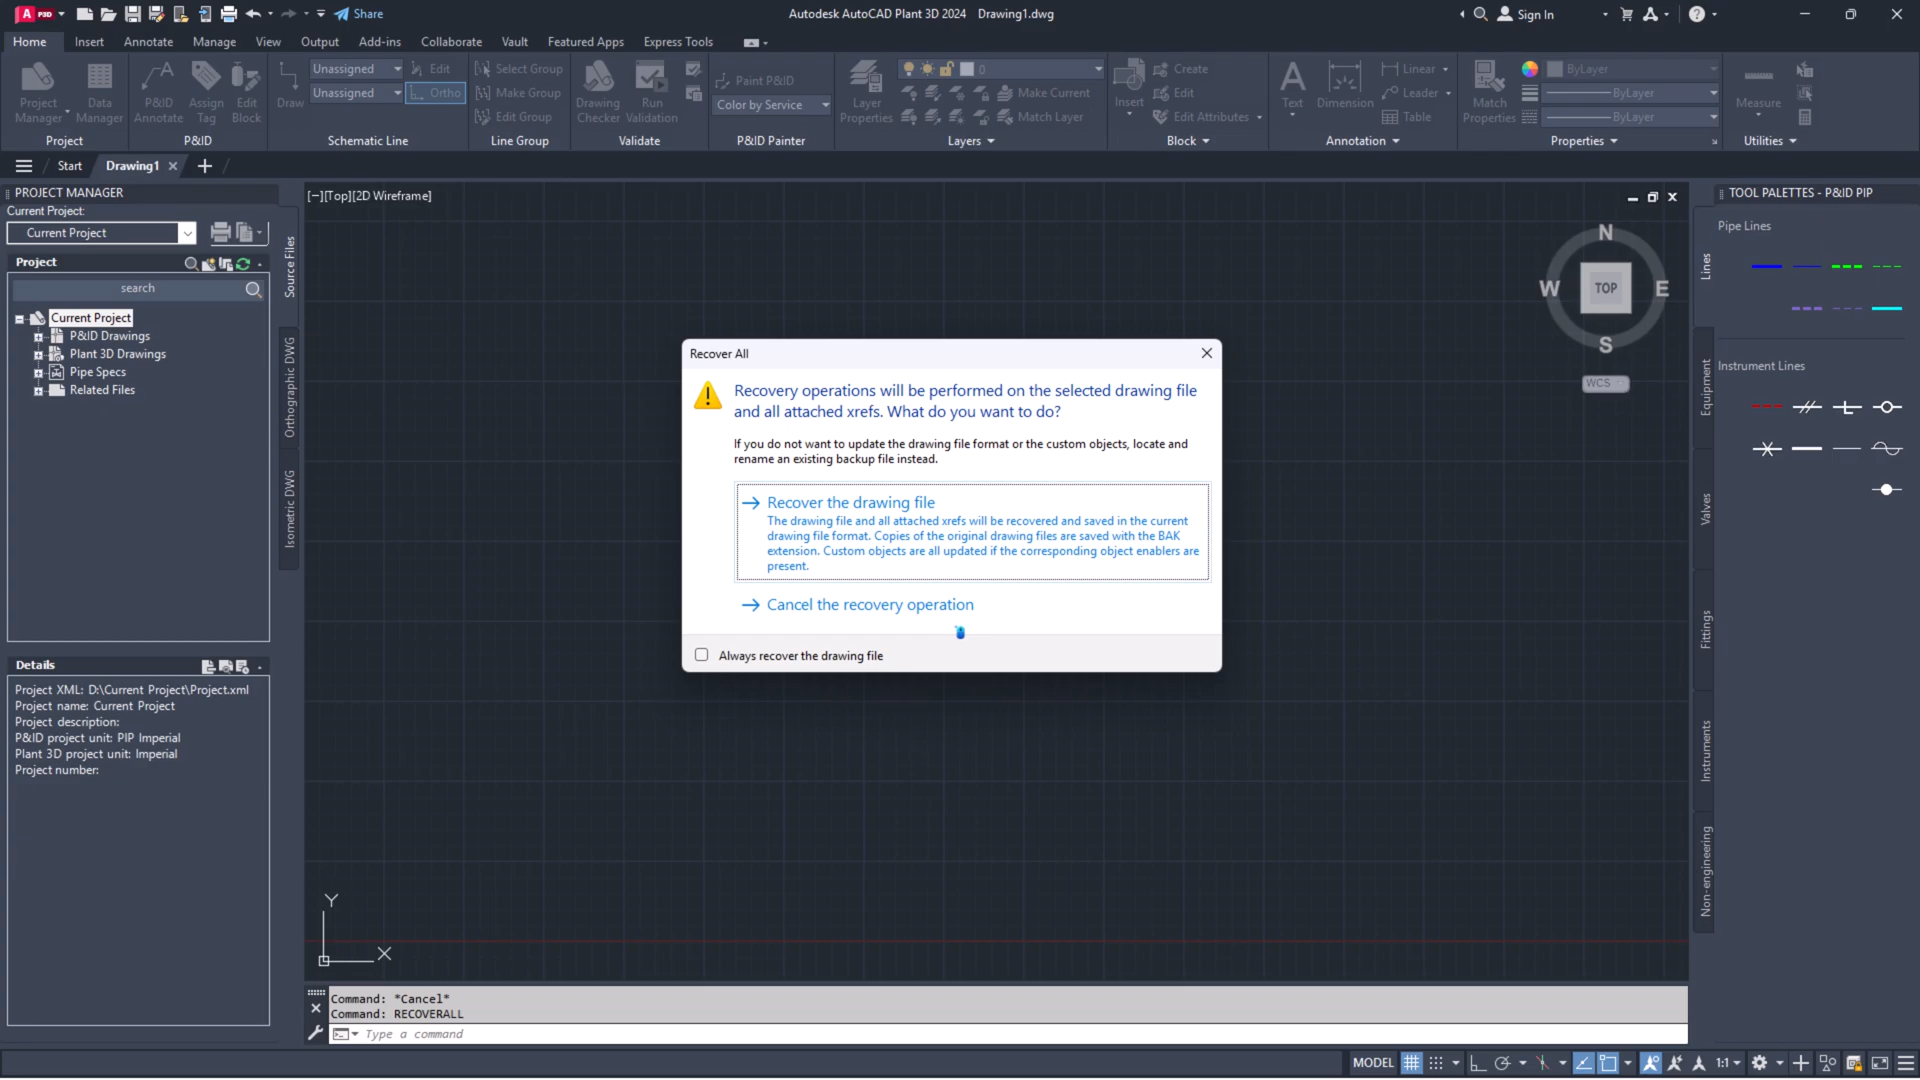 A P3D
Share
Autodesk AutoCAD Plant 3D 2024 Drawing1.dwg
Sign In
Home Insert Annotate Manage View Output Add-ins Collaborate Vault Featured Apps Express Tools
Project Manager
Data Manager
Project
P&ID Annotate
Assign Tag
Edit Block
P&ID
Draw
Unassigned
Unassigned
Edit
Ortho
Schematic Line
Select Group
Make Group
Edit Group
Line Group
Drawing Checker
Run Validation
Validate
Paint P&ID
Color by Service
P&ID Painter
Layer Properties
0
Make Current
Match Layer
Layers
Insert
Create
Edit
Edit Attributes
Block
Text
Dimension
Linear
Leader
Table
Annotation
Match Properties
ByLayer
ByLayer
ByLayer
Properties
Measure
Utilities
Start
Drawing1
PROJECT MANAGER
Current Project:
Current Project
Project
search
Current Project
P&ID Drawings
Plant 3D Drawings
Pipe Specs
Related Files
Source Files
Orthographic DWG
Isometric DWG
Details
Project XML: D:\Current Project\Project.xml
Project name: Current Project
Project description:
P&ID project unit: PIP Imperial
Plant 3D project unit: Imperial
Project number:
[−][Top][2D Wireframe]
N
W TOP E
S
WCS
Recover All
Recovery operations will be performed on the selected drawing file
and all attached xrefs. What do you want to do?
If you do not want to update the drawing file format or the custom objects, locate and
rename an existing backup file instead.
Recover the drawing file
The drawing file and all attached xrefs will be recovered and saved in the current
drawing file format. Copies of the original drawing files are saved with the BAK
extension. Custom objects are all updated if the corresponding object enablers are
present.
Cancel the recovery operation
Always recover the drawing file
Y
X
Command: *Cancel*
Command: RECOVERALL
Type a command
TOOL PALETTES - P&ID PIP
Pipe Lines
Instrument Lines
Lines
Equipment
Valves
Fittings
Instruments
Non-engineering
MODEL
1:1